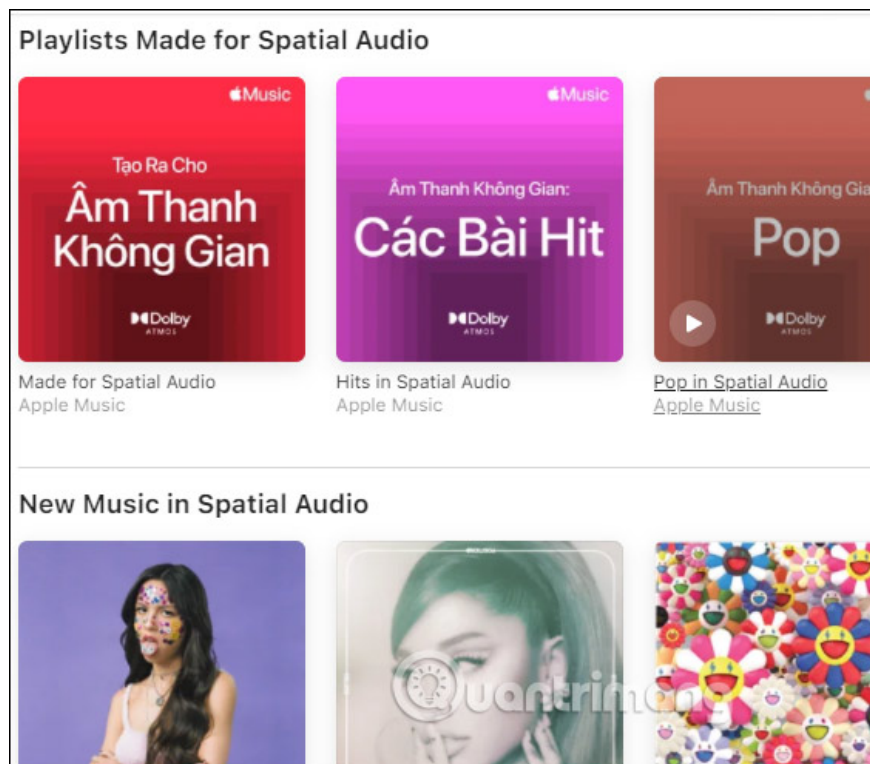 Playlists Made for Spatial Audio
Music
Tạo Ra Cho
Âm Thanh
Không Gian
Dolby
ATMOS
Made for Spatial Audio
Apple Music
Music
Âm Thanh Không Gian:
Các Bài Hit
Dolby
ATMOS
Hits in Spatial Audio
Apple Music
Âm Thanh Không Gia
Pop
Dolby
ATMOS
Pop in Spatial Audio
Apple Music
New Music in Spatial Audio
Quantrimang